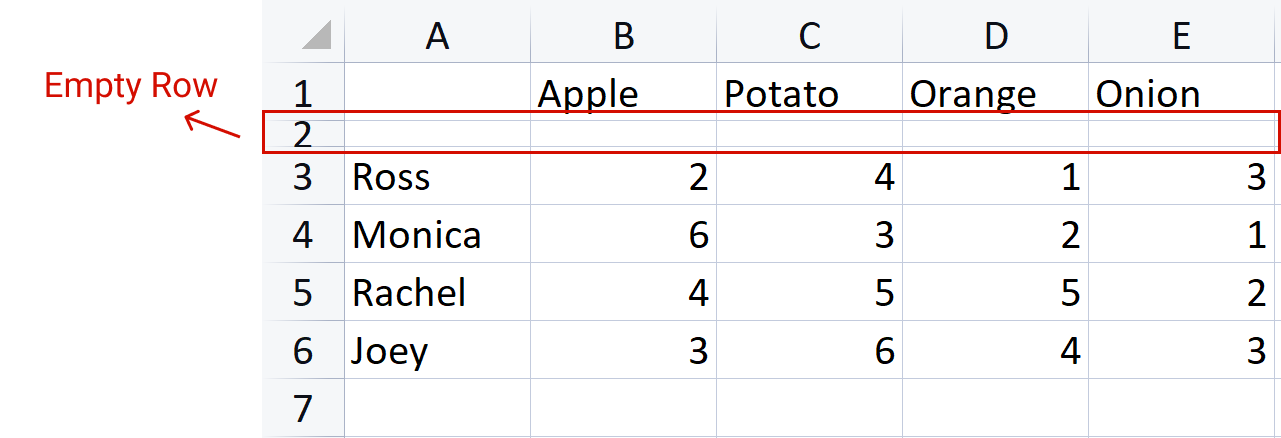 A B C D E
Empty Row
1 Apple Potato Orange Onion
2
3 Ross 2 4 1 3
4 Monica 6 3 2 1
5 Rachel 4 5 5 2
6 Joey 3 6 4 3
7